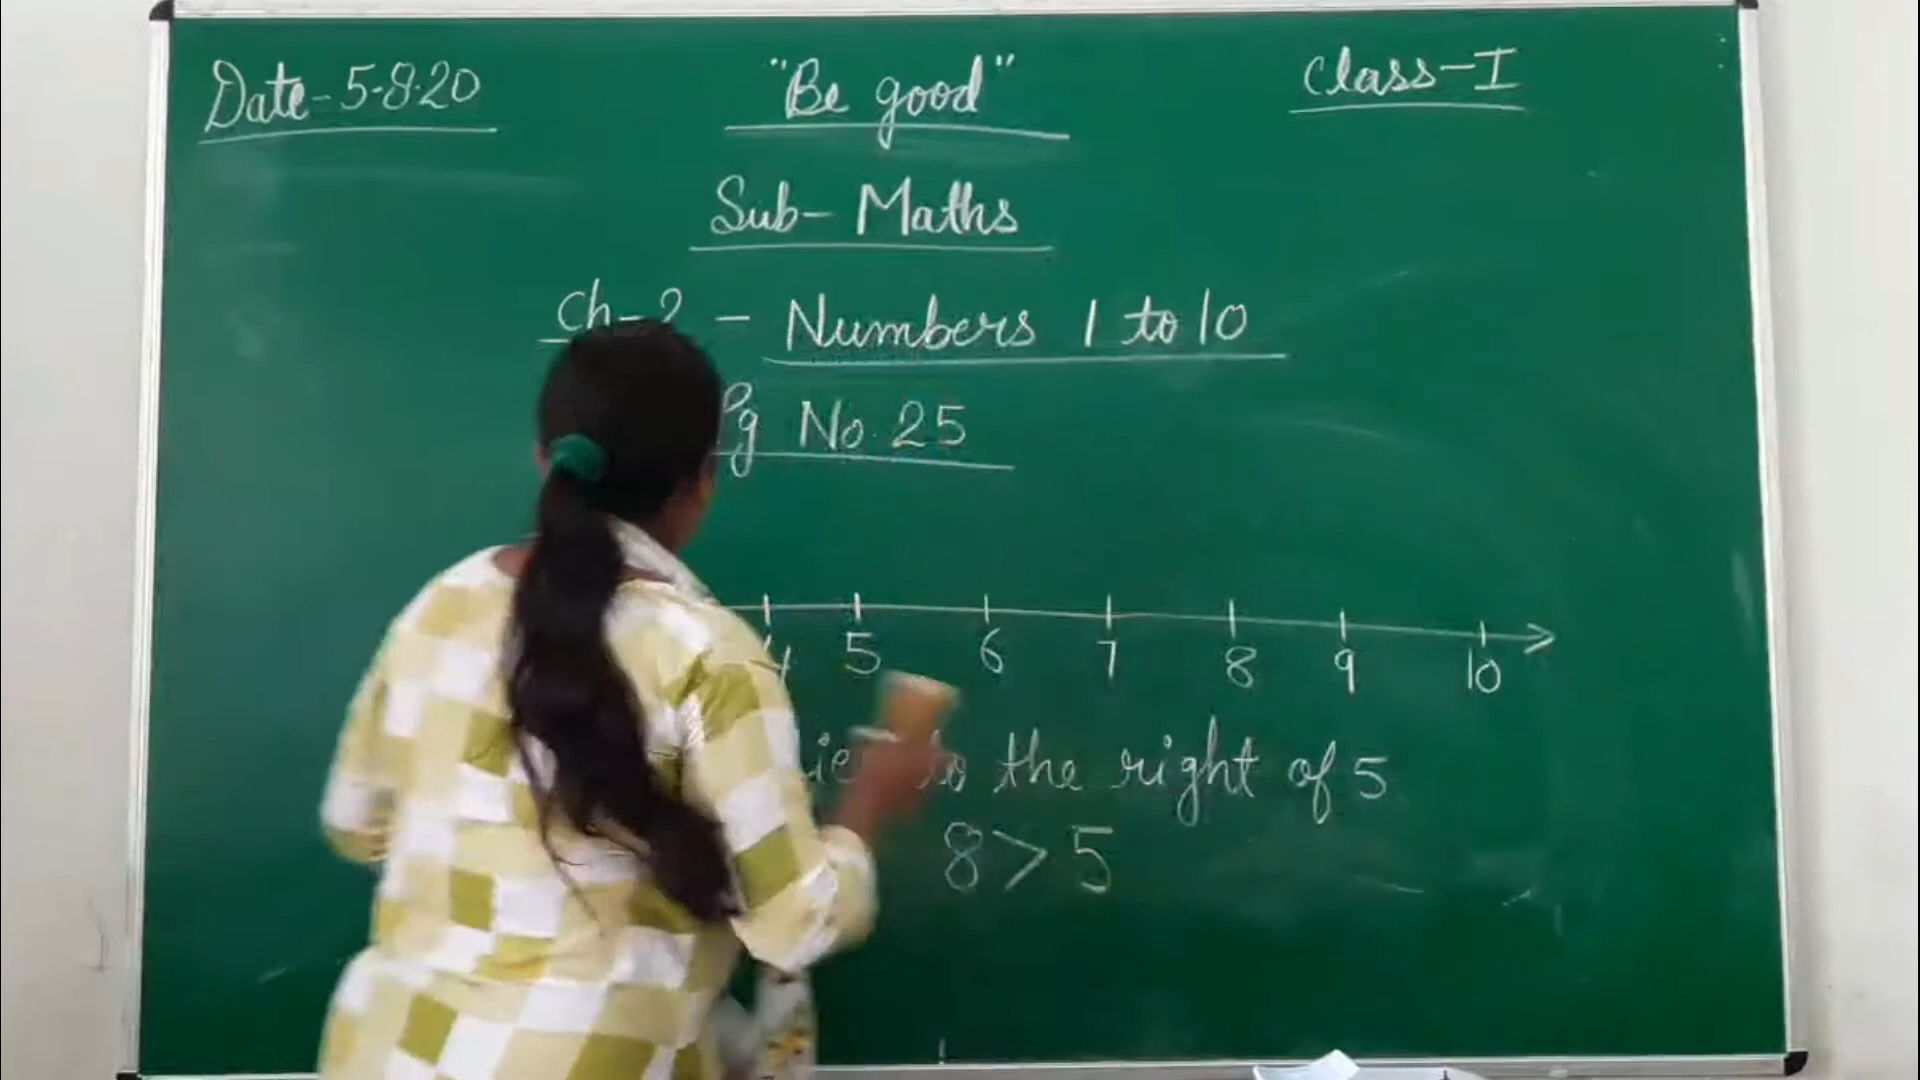 Date-5-8-20
"Be good"
Class-I
Sub- Maths
Ch-2 - Numbers 1 to 10
Pg No. 25
4 5 6 7 8 9 10
to the right of 5
8 > 5